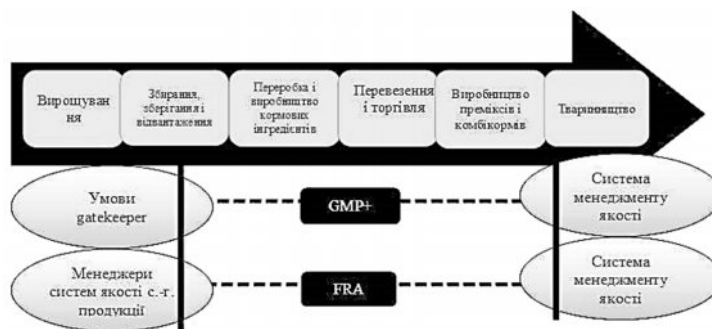 Вирощуван
ня
Збирання,
зберігання і
відвантаження
Переробка і
виробництво
кормових
інгредієнтів
Перевезення
і торгівля
Виробництво
преміксів і
комбікормів
Тваринництво
Умови
gatekeeper
GMP+
Система
менеджменту
якості
Менеджери
систем якості с.-г.
продукції
FRA
Система
менеджменту
якості